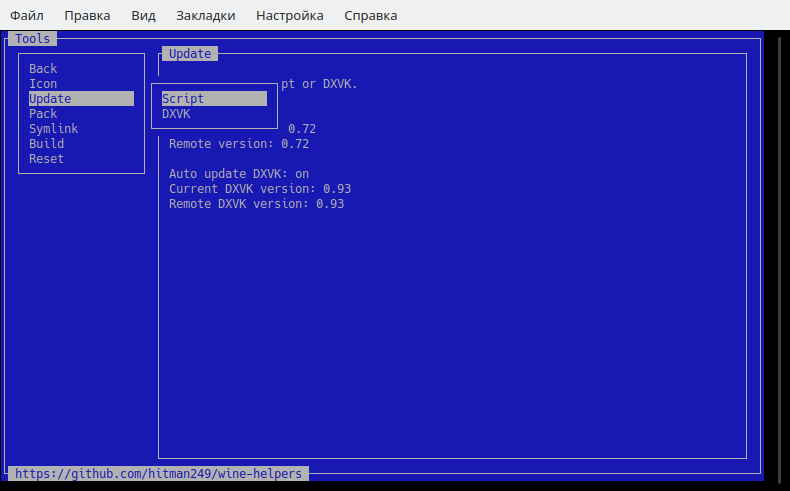 Файл Правка Вид Закладки Настройка Справка
Tools
Back
Icon
Update
Pack
Symlink
Build
Reset
Update
pt or DXVK.
Script
DXVK
0.72
Remote version: 0.72
Auto update DXVK: on
Current DXVK version: 0.93
Remote DXVK version: 0.93
https://github.com/hitman249/wine-helpers